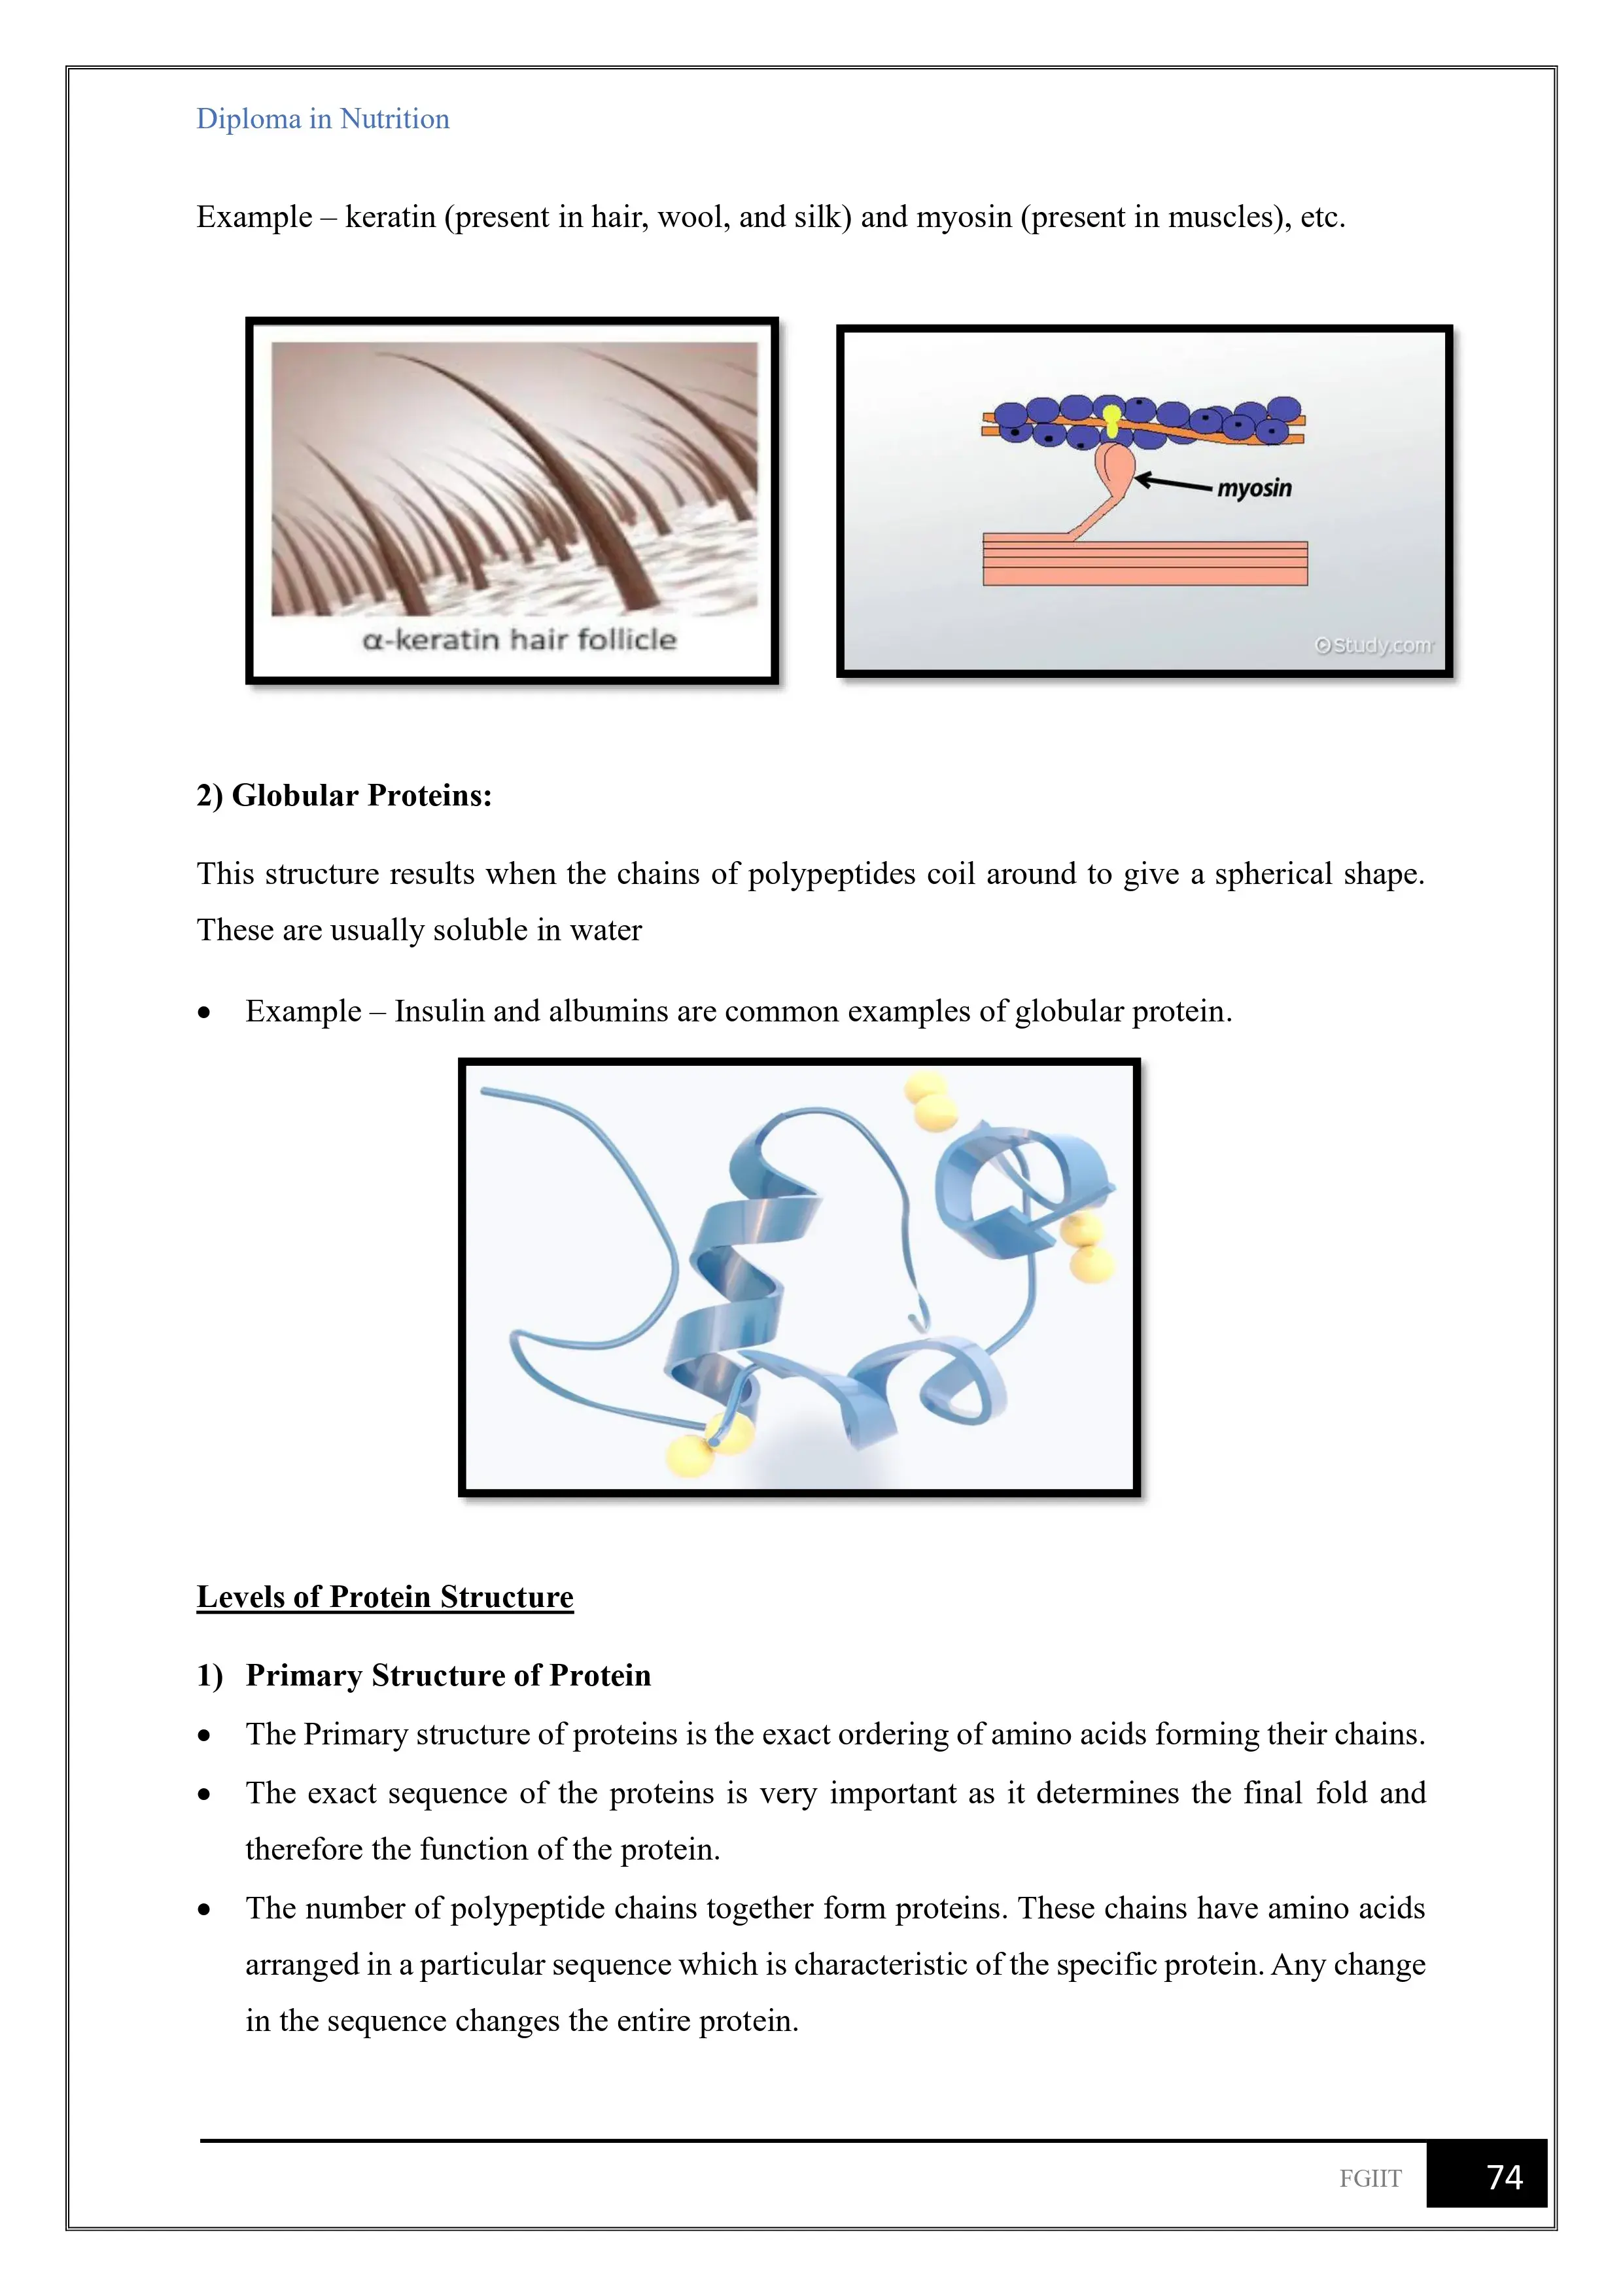 Diploma in Nutrition
Example – keratin (present in hair, wool, and silk) and myosin (present in muscles), etc.
α-keratin hair follicle
myosin
Study.com
2) Globular Proteins:
This structure results when the chains of polypeptides coil around to give a spherical shape.
These are usually soluble in water
• Example – Insulin and albumins are common examples of globular protein.
Levels of Protein Structure
1) Primary Structure of Protein
• The Primary structure of proteins is the exact ordering of amino acids forming their chains.
• The exact sequence of the proteins is very important as it determines the final fold and
therefore the function of the protein.
• The number of polypeptide chains together form proteins. These chains have amino acids
arranged in a particular sequence which is characteristic of the specific protein. Any change
in the sequence changes the entire protein.
FGIIT 74